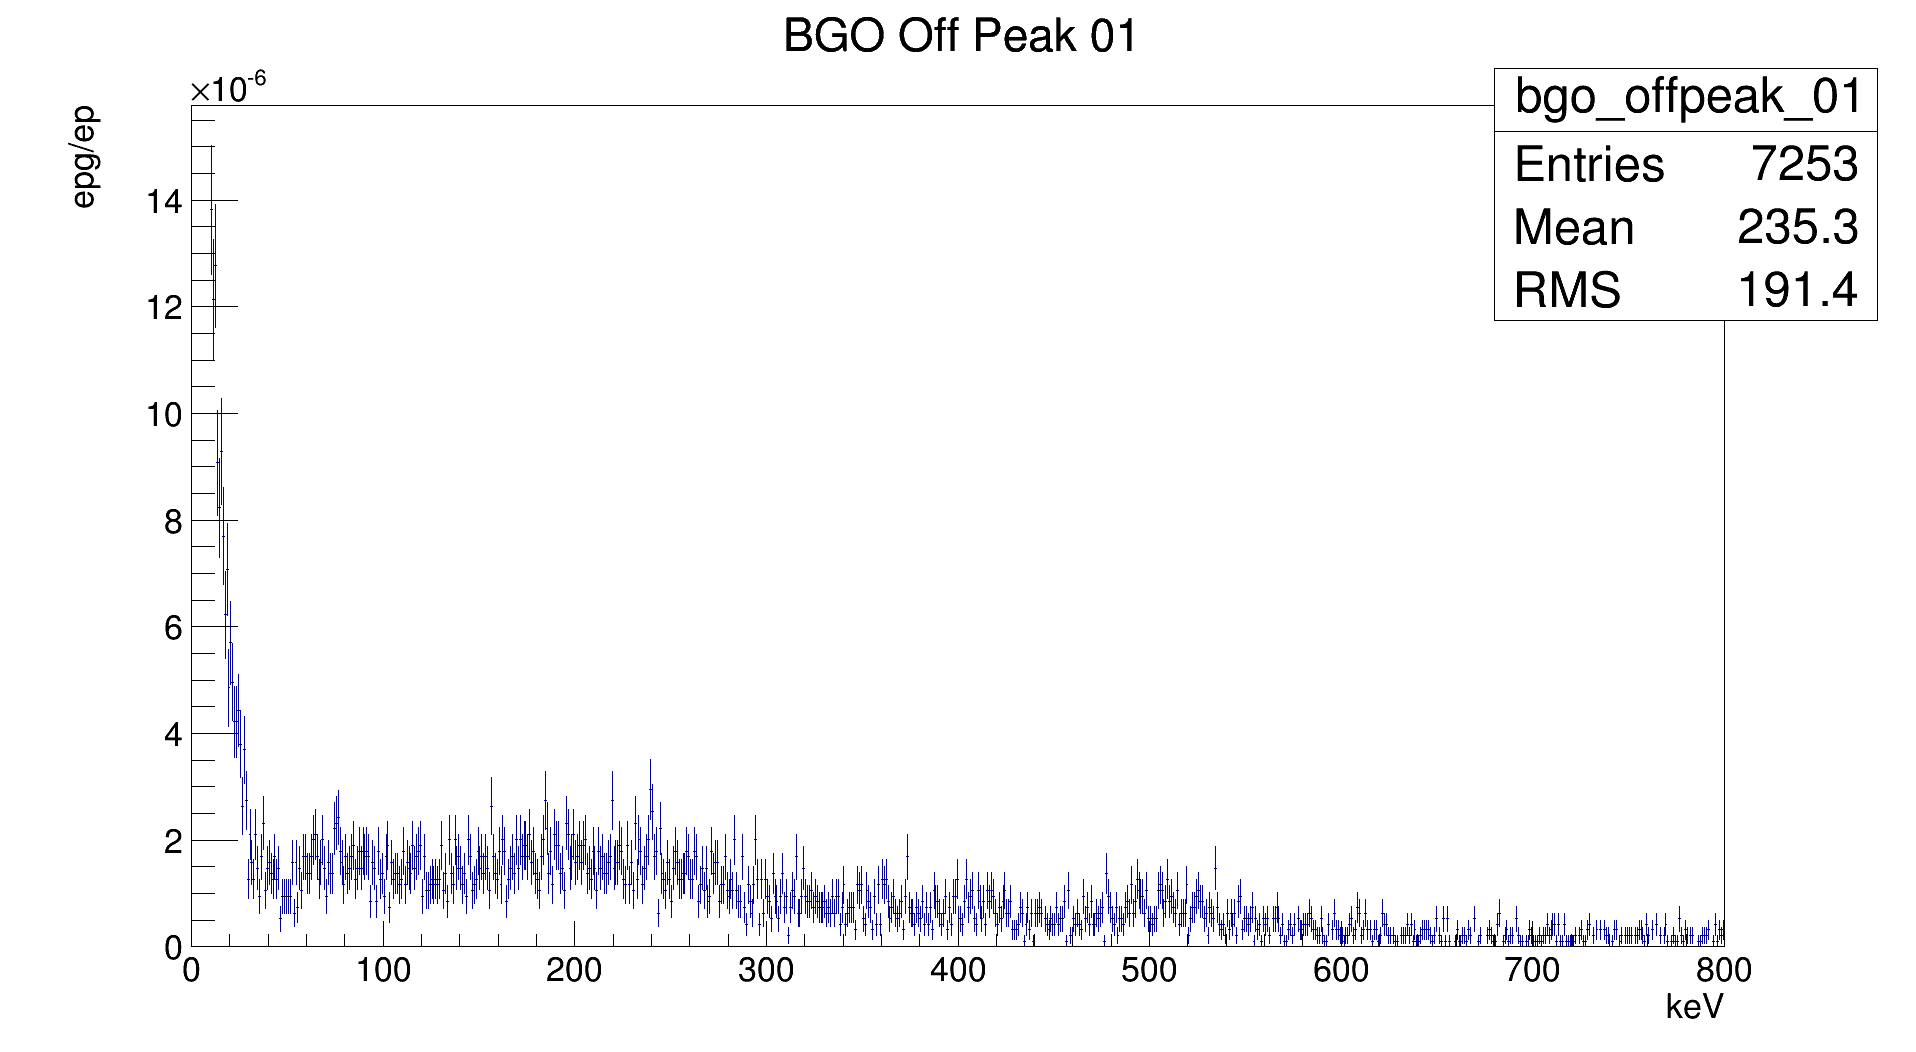 BGO Off Peak 01
×10-6
epg/ep
bgo_offpeak_01
Entries 7253
Mean 235.3
RMS 191.4
14
12
10
8
6
4
2
0
0 100 200 300 400 500 600 700 800
keV